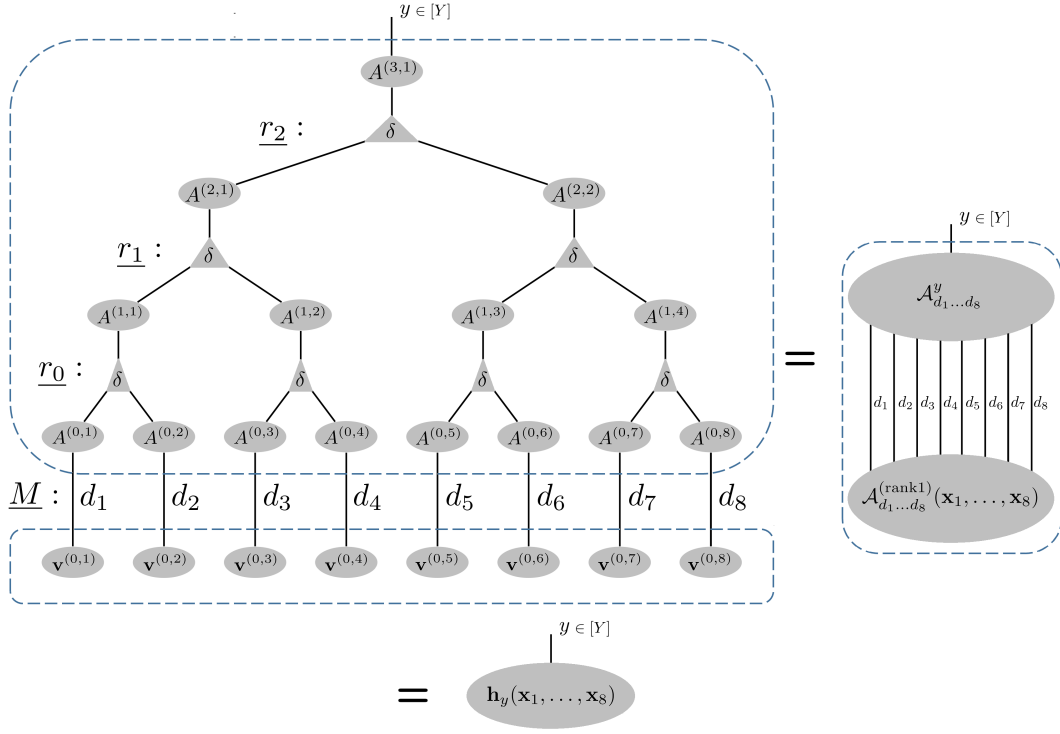 y ∈ [Y]
A^(3,1)
r_2 :
δ
A^(2,1) A^(2,2)
r_1 :
δ δ
A^(1,1) A^(1,2) A^(1,3) A^(1,4)
r_0 :
δ δ δ δ
A^(0,1) A^(0,2) A^(0,3) A^(0,4) A^(0,5) A^(0,6) A^(0,7) A^(0,8)
M : d_1 d_2 d_3 d_4 d_5 d_6 d_7 d_8
v^(0,1) v^(0,2) v^(0,3) v^(0,4) v^(0,5) v^(0,6) v^(0,7) v^(0,8)
=
y ∈ [Y]
𝒜^y_{d_1...d_8}
d_1 d_2 d_3 d_4 d_5 d_6 d_7 d_8
𝒜^(rank1)_{d_1...d_8}(x_1, . . . , x_8)
=
y ∈ [Y]
h_y(x_1, . . . , x_8)